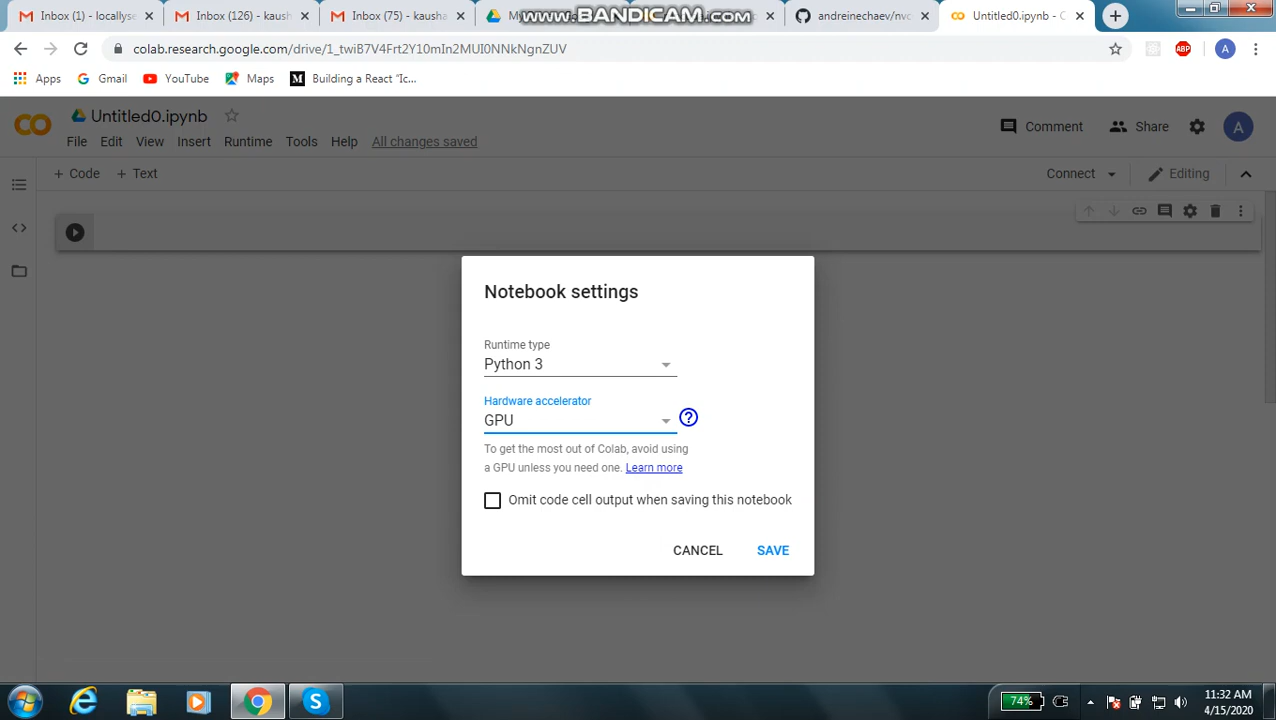 Inbox (1) - locallyse
Inbox (126) - kaush
Inbox (75) - kausha
My
www.BANDICAM.com
andreinechaev/nvc
Untitled0.ipynb - C
colab.research.google.com/drive/1_twiB7V4Frt2Y10mIn2MUI0NNkNgnZUV
ABP
A
Apps
Gmail
YouTube
Maps
Building a React "Ic...
Untitled0.ipynb
File Edit View Insert Runtime Tools Help All changes saved
Comment
Share
A
+ Code + Text
Connect
Editing
Notebook settings
Runtime type
Python 3
Hardware accelerator
GPU
To get the most out of Colab, avoid using
a GPU unless you need one. Learn more
Omit code cell output when saving this notebook
CANCEL SAVE
74%
11:32 AM
4/15/2020